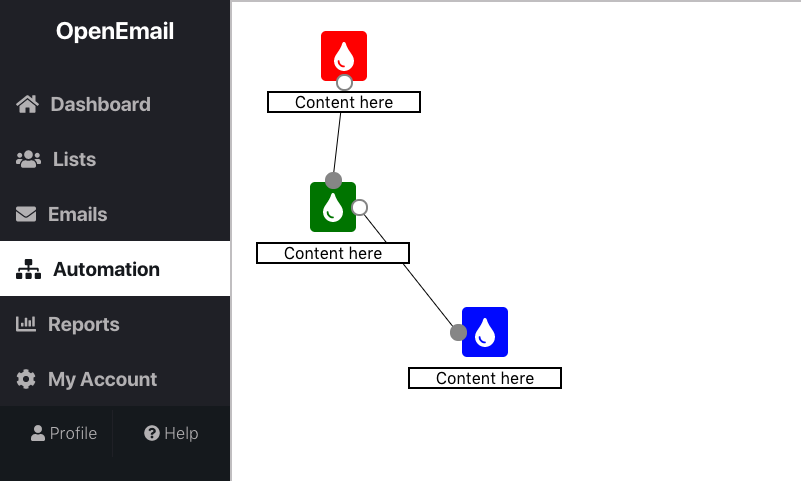 OpenEmail
Dashboard
Lists
Emails
Automation
Reports
My Account
Profile
Help
Content here
Content here
Content here